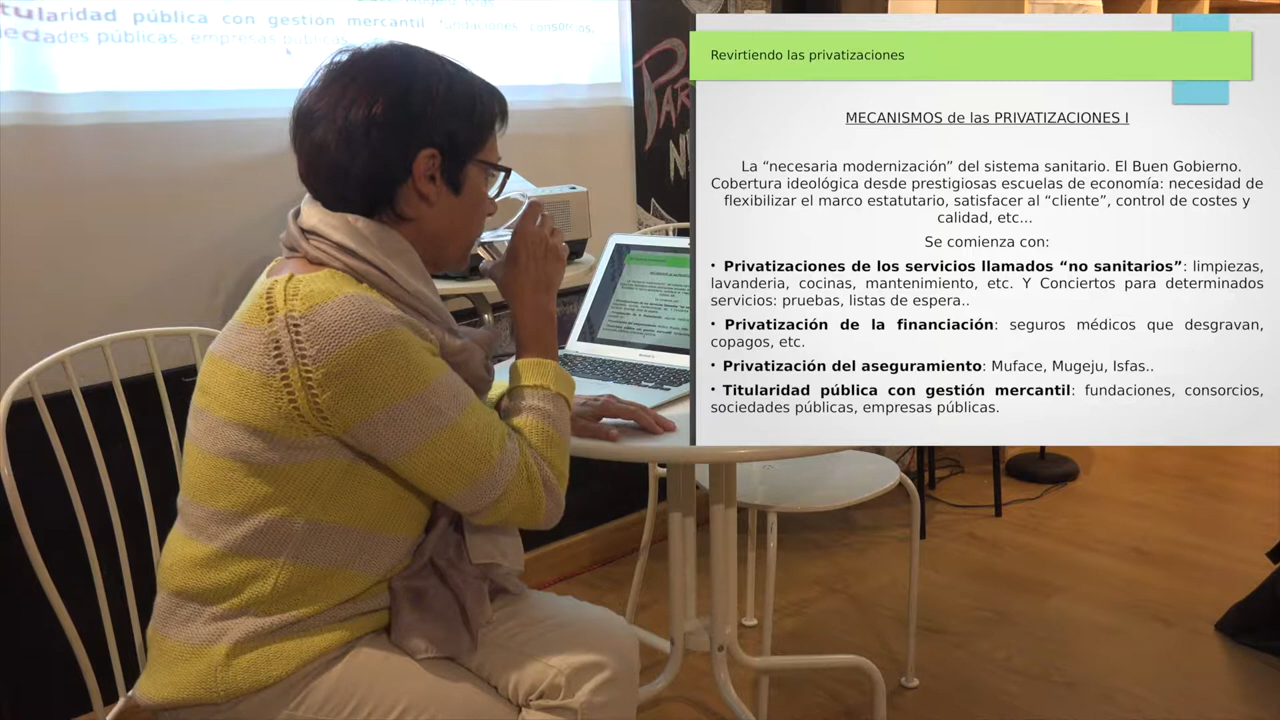 tularidad pública con gestión mercantil fundaciones, consorcios,
edades públicas empresas públicas
PAR
N
Revirtiendo las privatizaciones
MECANISMOS de las PRIVATIZACIONES I
La “necesaria modernización” del sistema sanitario. El Buen Gobierno.
Cobertura ideológica desde prestigiosas escuelas de economía: necesidad de
flexibilizar el marco estatutario, satisfacer al “cliente”, control de costes y
calidad, etc...
Se comienza con:
• Privatizaciones de los servicios llamados “no sanitarios”: limpiezas,
lavanderia, cocinas, mantenimiento, etc. Y Conciertos para determinados
servicios: pruebas, listas de espera..
• Privatización de la financiación: seguros médicos que desgravan,
copagos, etc.
• Privatización del aseguramiento: Muface, Mugeju, Isfas..
• Titularidad pública con gestión mercantil: fundaciones, consorcios,
sociedades públicas, empresas públicas.